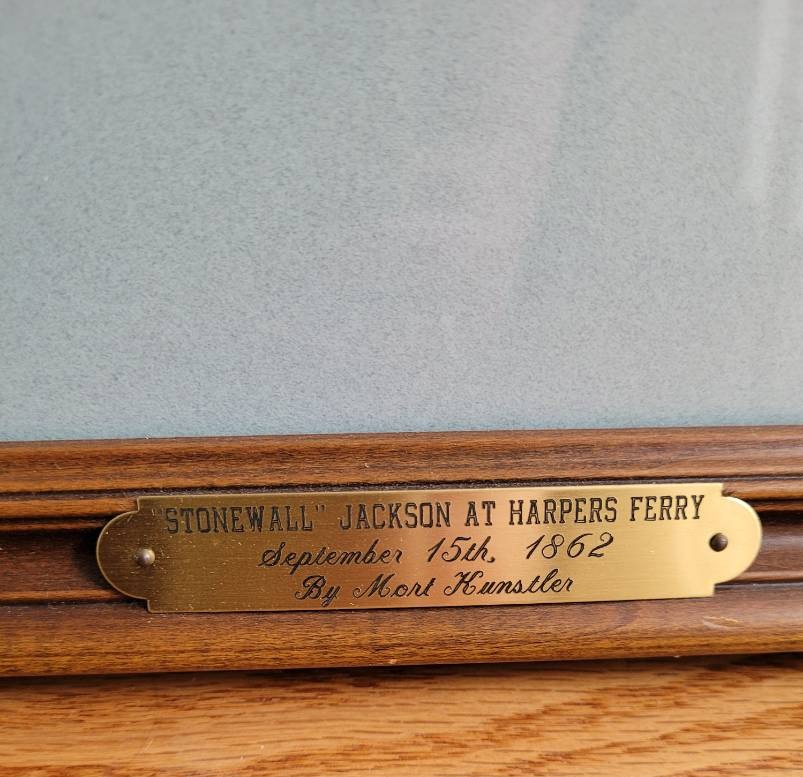 "STONEWALL" JACKSON AT HARPERS FERRY
September 15th, 1862
By Mort Kunstler